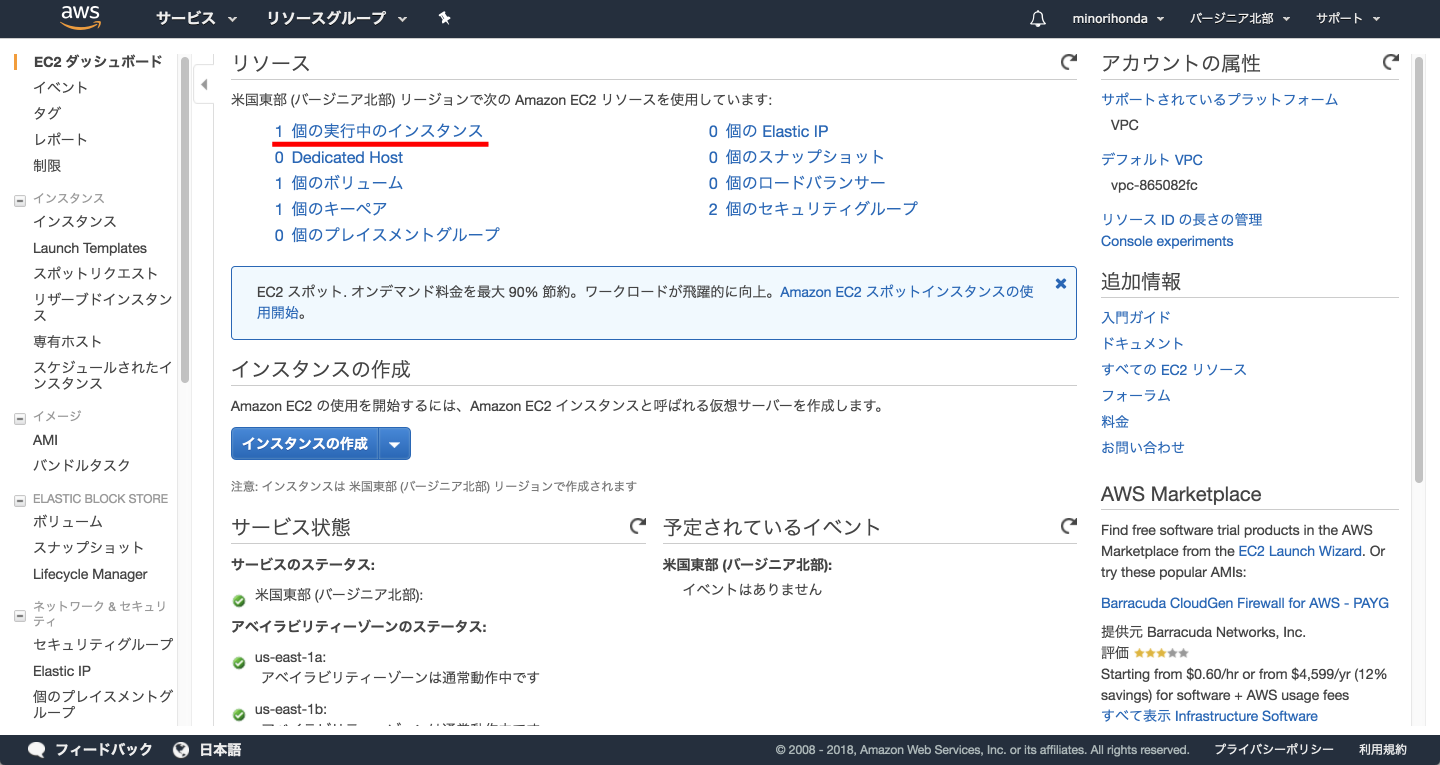 aws サービス リソースグループ minorihonda バージニア北部 サポート
EC2 ダッシュボード
イベント
タグ
レポート
制限
インスタンス
インスタンス
Launch Templates
スポットリクエスト
リザーブドインスタン
ス
専有ホスト
スケジュールされたイ
ンスタンス
イメージ
AMI
バンドルタスク
ELASTIC BLOCK STORE
ボリューム
スナップショット
Lifecycle Manager
ネットワーク & セキュリ
ティ
セキュリティグループ
Elastic IP
個のプレイスメントグ
ループ
リソース
米国東部 (バージニア北部) リージョンで次の Amazon EC2 リソースを使用しています:
1 個の実行中のインスタンス
0 Dedicated Host
1 個のボリューム
1 個のキーペア
0 個のプレイスメントグループ
0 個の Elastic IP
0 個のスナップショット
0 個のロードバランサー
2 個のセキュリティグループ
EC2 スポット. オンデマンド料金を最大 90% 節約。ワークロードが飛躍的に向上。Amazon EC2 スポットインスタンスの使
用開始。
インスタンスの作成
Amazon EC2 の使用を開始するには、Amazon EC2 インスタンスと呼ばれる仮想サーバーを作成します。
インスタンスの作成
注意: インスタンスは 米国東部 (バージニア北部) リージョンで作成されます
サービス状態
サービスのステータス:
米国東部 (バージニア北部):
アベイラビリティーゾーンのステータス:
us-east-1a:
アベイラビリティーゾーンは通常動作中です
us-east-1b:
アベイラビリティーゾーンは通常動作中です
予定されているイベント
米国東部 (バージニア北部):
イベントはありません
アカウントの属性
サポートされているプラットフォーム
VPC
デフォルト VPC
vpc-865082fc
リソース ID の長さの管理
Console experiments
追加情報
入門ガイド
ドキュメント
すべての EC2 リソース
フォーラム
料金
お問い合わせ
AWS Marketplace
Find free software trial products in the AWS
Marketplace from the EC2 Launch Wizard. Or
try these popular AMIs:
Barracuda CloudGen Firewall for AWS - PAYG
提供元 Barracuda Networks, Inc.
評価
Starting from $0.60/hr or from $4,599/yr (12%
savings) for software + AWS usage fees
すべて表示 Infrastructure Software
フィードバック 日本語 © 2008 - 2018, Amazon Web Services, Inc. or its affiliates. All rights reserved. プライバシーポリシー 利用規約